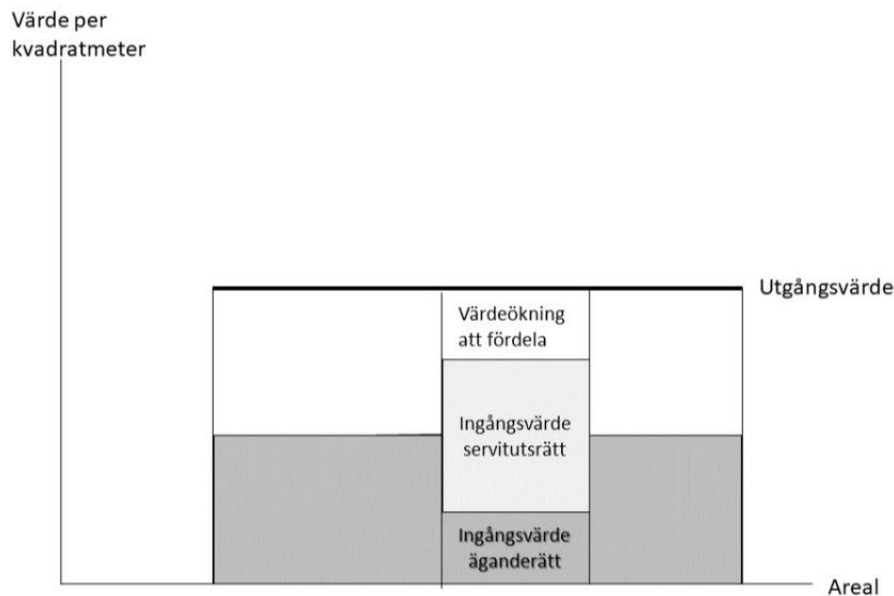 Värde per
kvadratmeter
Utgångsvärde
Värdeökning
att fördela
Ingångsvärde
servitutsrätt
Ingångsvärde
äganderätt
Areal